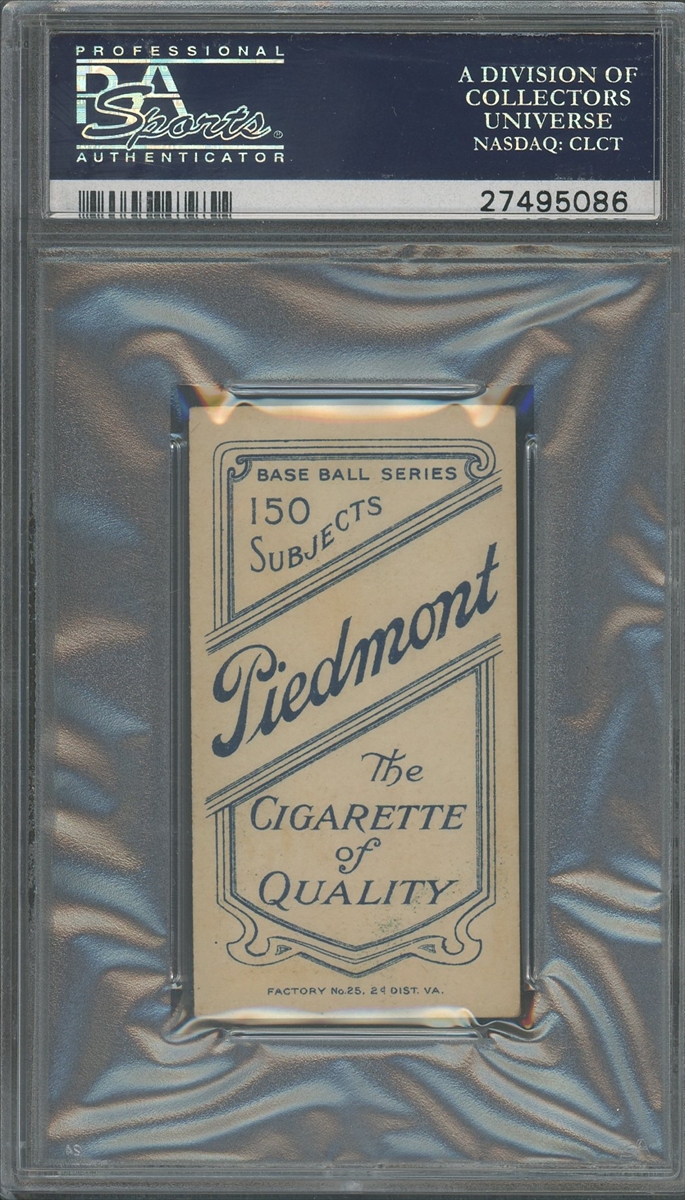 PROFESSIONAL
PSA
Sports®
AUTHENTICATOR
A DIVISION OF
COLLECTORS
UNIVERSE
NASDAQ: CLCT
27495086
BASE BALL SERIES
150
SUBJECTS
Piedmont
The
CIGARETTE
of
QUALITY
FACTORY No. 25. 2d DIST. VA.